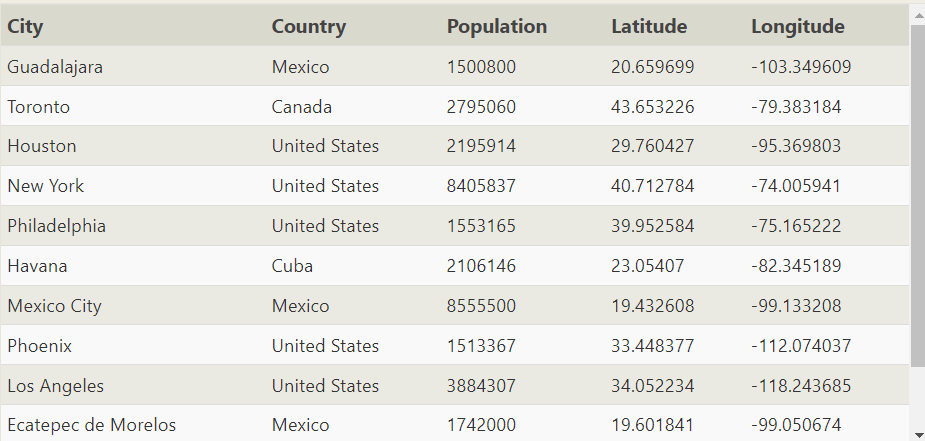 City Country Population Latitude Longitude
Guadalajara Mexico 1500800 20.659699 -103.349609
Toronto Canada 2795060 43.653226 -79.383184
Houston United States 2195914 29.760427 -95.369803
New York United States 8405837 40.712784 -74.005941
Philadelphia United States 1553165 39.952584 -75.165222
Havana Cuba 2106146 23.05407 -82.345189
Mexico City Mexico 8555500 19.432608 -99.133208
Phoenix United States 1513367 33.448377 -112.074037
Los Angeles United States 3884307 34.052234 -118.243685
Ecatepec de Morelos Mexico 1742000 19.601841 -99.050674